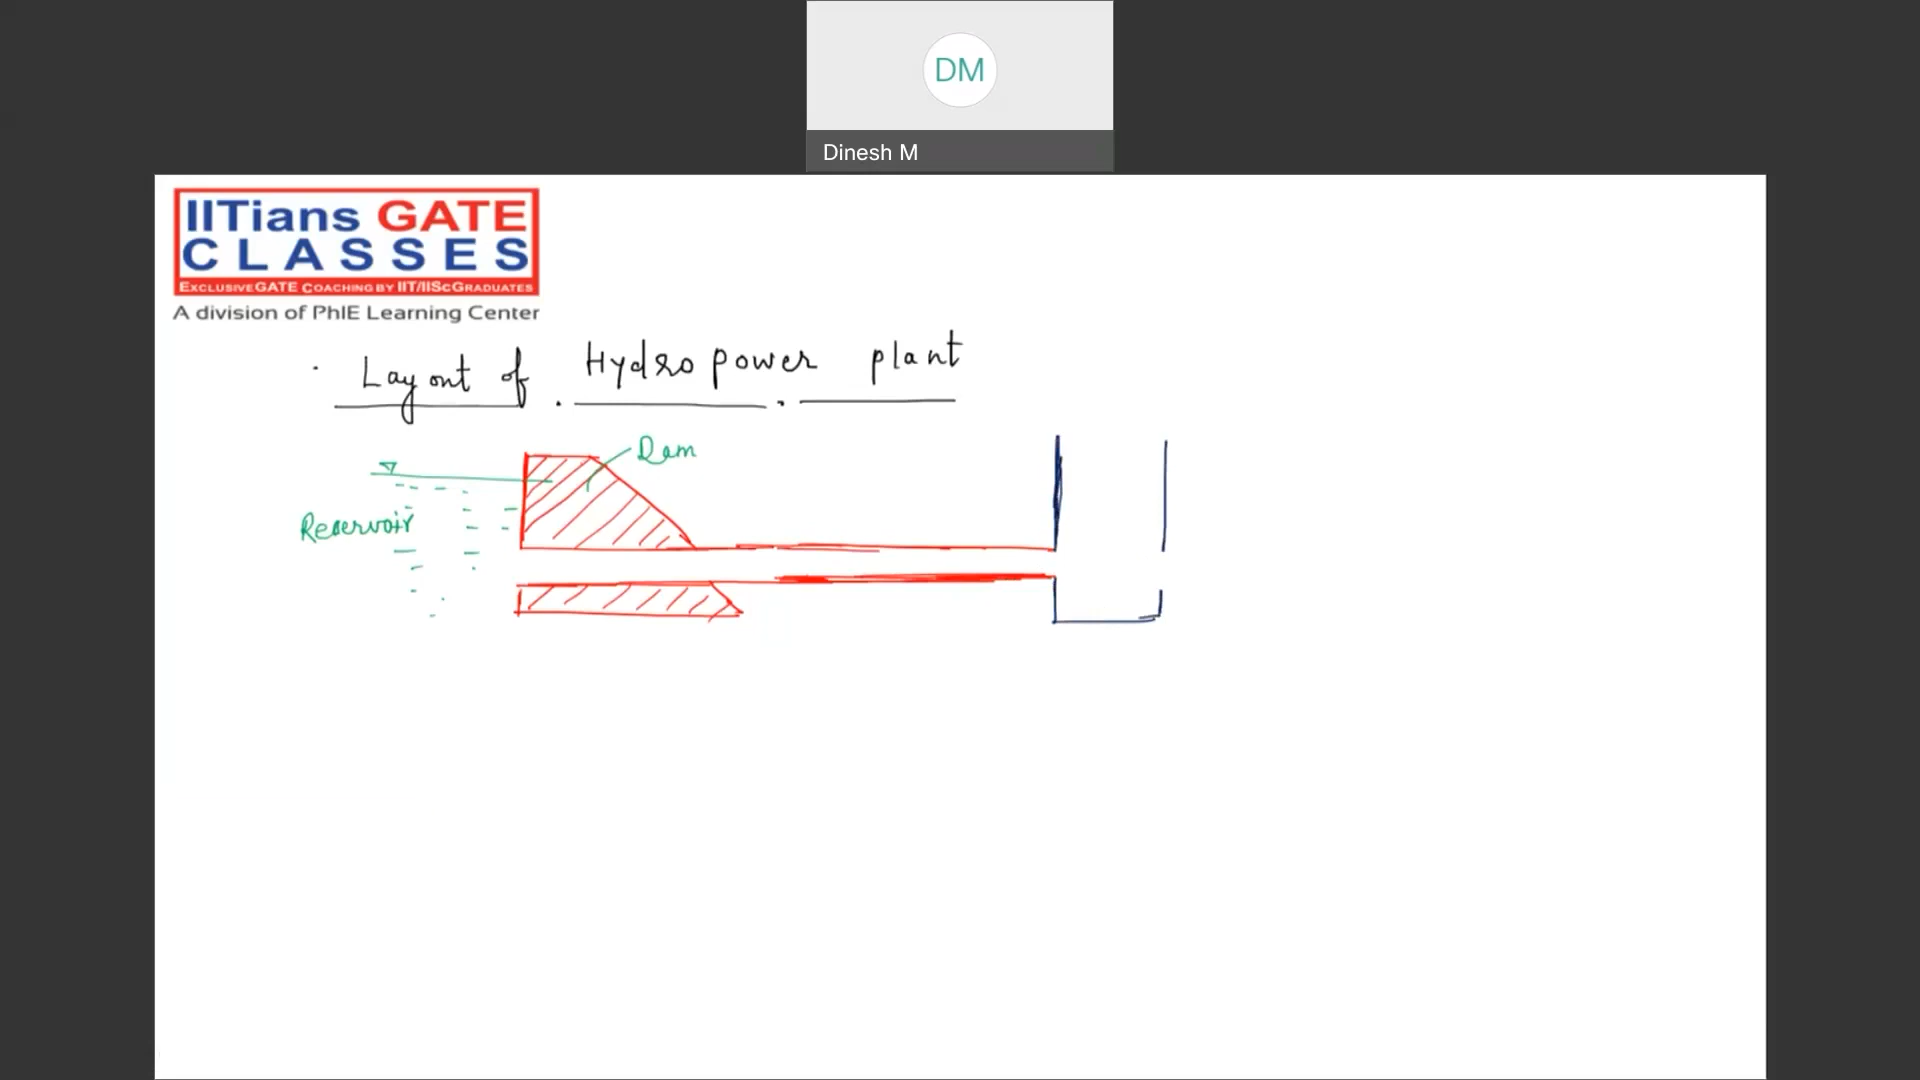 DM
Dinesh M
IITians GATE
CLASSES
EXCLUSIVE GATE COACHING BY IIT/IISc GRADUATES
A division of PhIE Learning Center
Layout of Hydro power plant
Dam
Reservoir